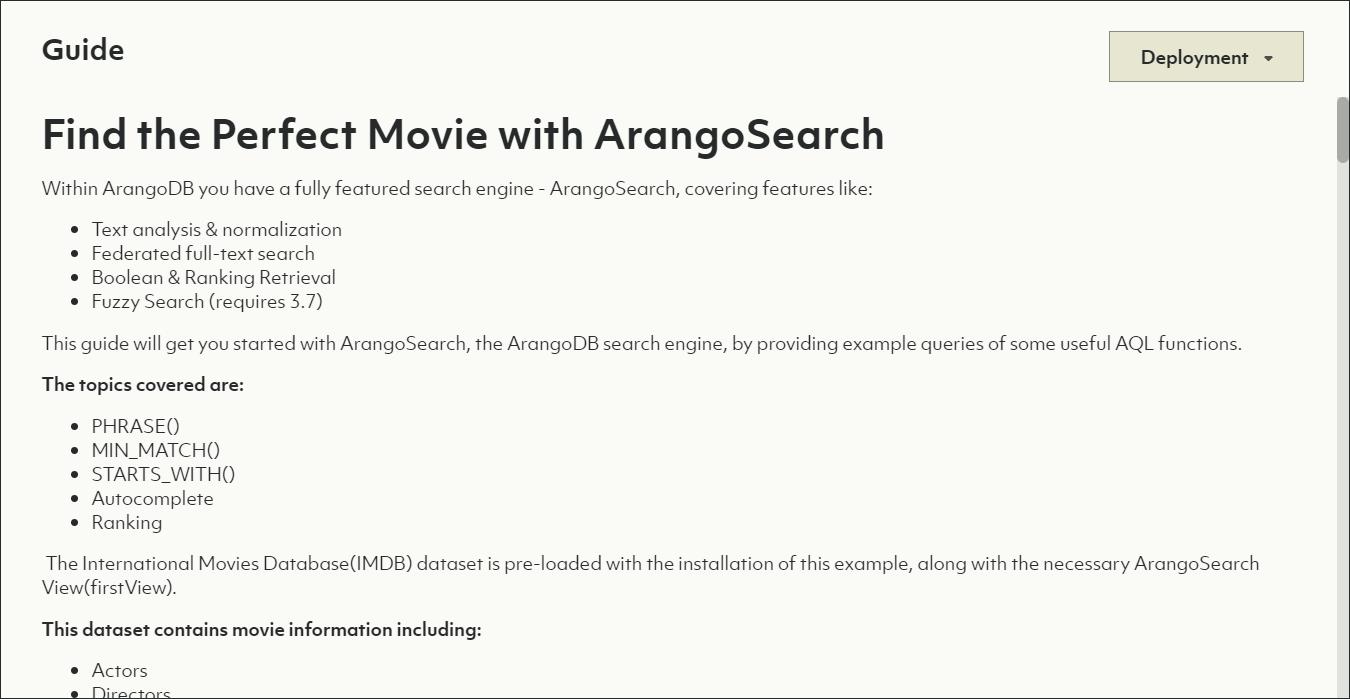 Guide
Deployment
Find the Perfect Movie with ArangoSearch
Within ArangoDB you have a fully featured search engine - ArangoSearch, covering features like:
Text analysis & normalization
Federated full-text search
Boolean & Ranking Retrieval
Fuzzy Search (requires 3.7)
This guide will get you started with ArangoSearch, the ArangoDB search engine, by providing example queries of some useful AQL functions.
The topics covered are:
PHRASE()
MIN_MATCH()
STARTS_WITH()
Autocomplete
Ranking
The International Movies Database(IMDB) dataset is pre-loaded with the installation of this example, along with the necessary ArangoSearch
View(firstView).
This dataset contains movie information including:
Actors
Directors